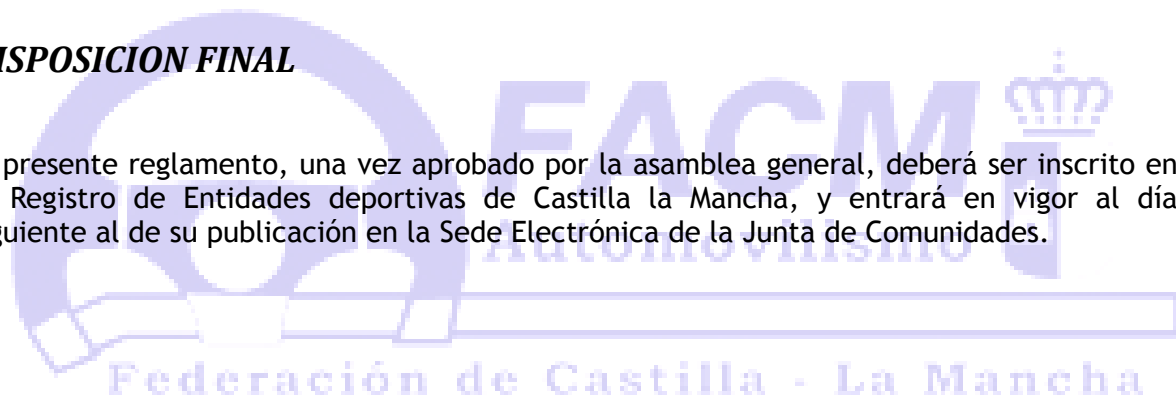 ISPOSICION FINAL
FACM
presente reglamento, una vez aprobado por la asamblea general, deberá ser inscrito en
Registro de Entidades deportivas de Castilla la Mancha, y entrará en vigor al día
guiente al de su publicación en la Sede Electrónica de la Junta de Comunidades.
Automovilismo
Federación de Castilla - La Mancha